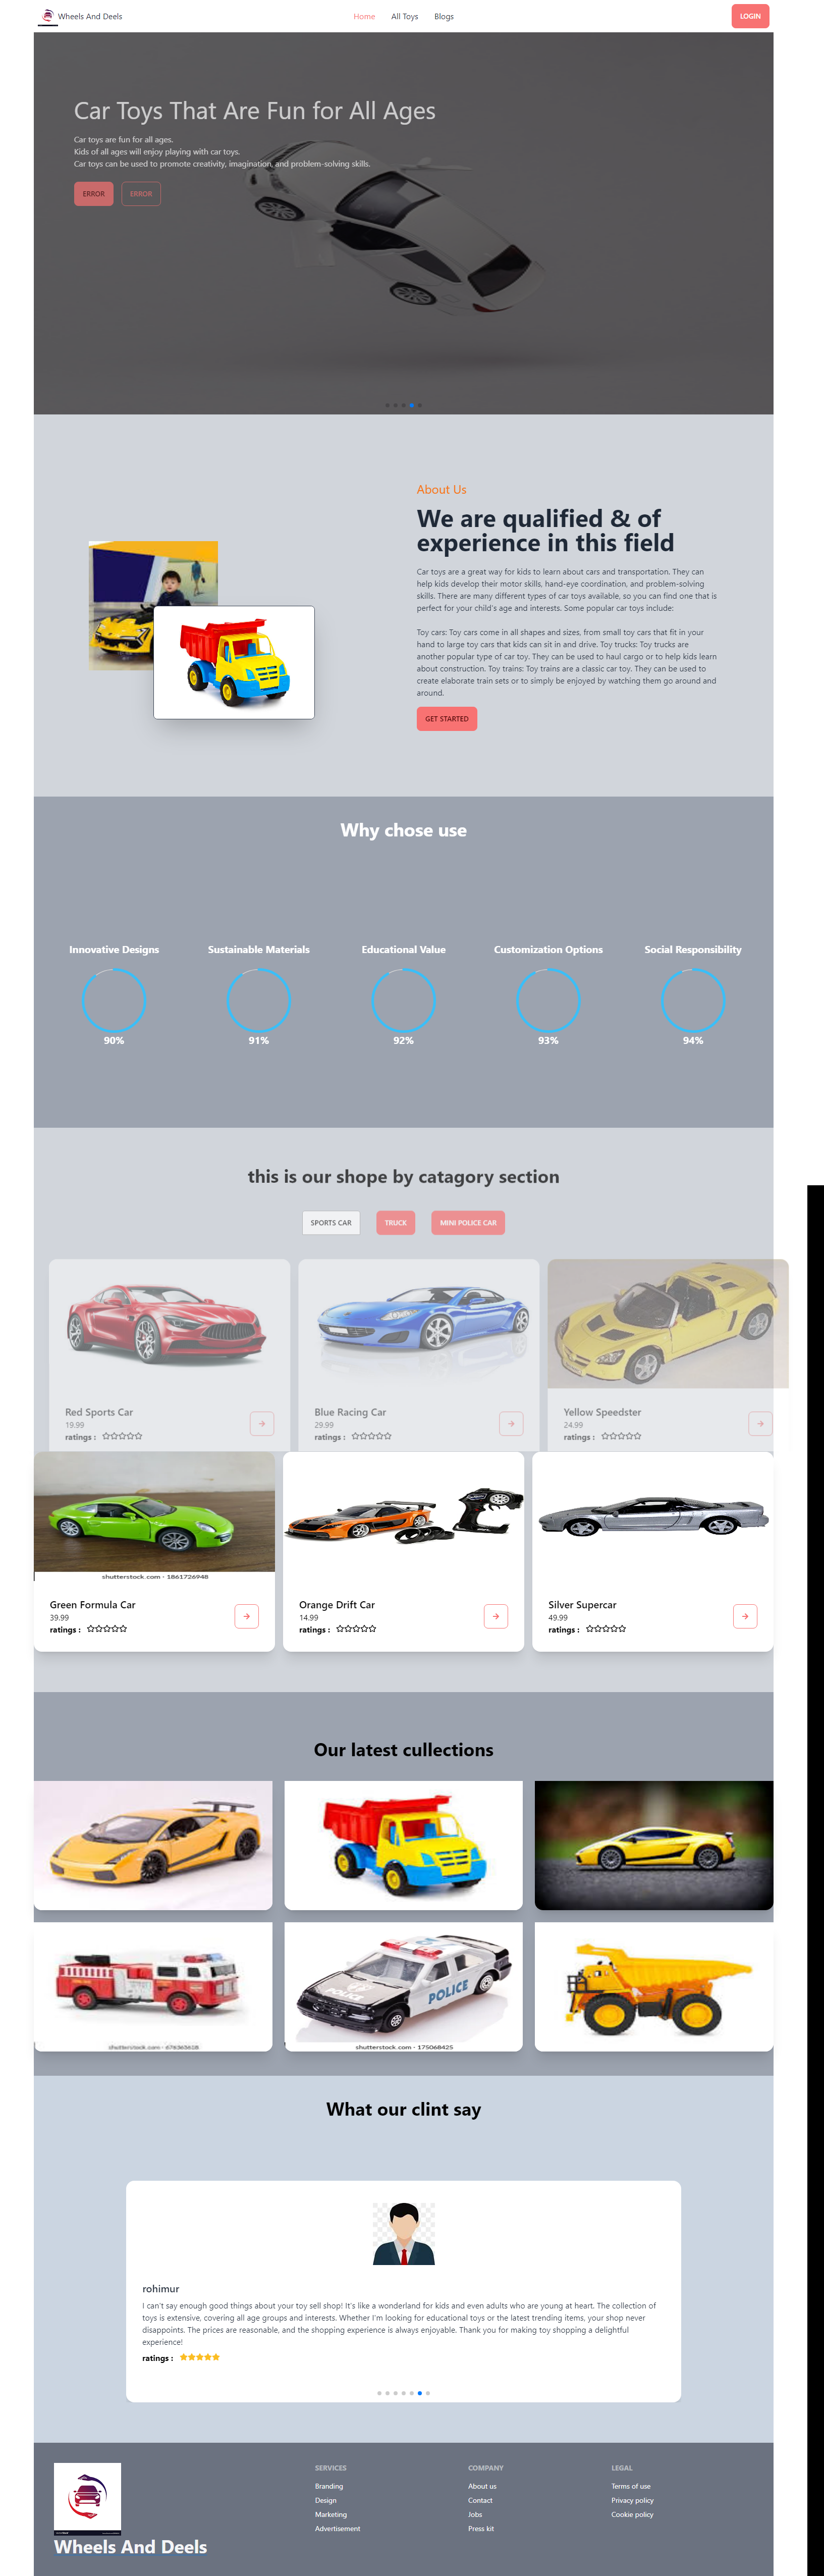 Wheels And Deels
Home
All Toys
Blogs
LOGIN
Car Toys That Are Fun for All Ages
Car toys are fun for all ages.
Kids of all ages will enjoy playing with car toys.
Car toys can be used to promote creativity, imagination, and problem-solving skills.
ERROR
ERROR
About Us
We are qualified & of
experience in this field
Car toys are a great way for kids to learn about cars and transportation. They can
help kids develop their motor skills, hand-eye coordination, and problem-solving
skills. There are many different types of car toys available, so you can find one that is
perfect for your child's age and interests. Some popular car toys include:
Toy cars: Toy cars come in all shapes and sizes, from small toy cars that fit in your
hand to large toy cars that kids can sit in and drive. Toy trucks: Toy trucks are
another popular type of car toy. They can be used to haul cargo or to help kids learn
about construction. Toy trains: Toy trains are a classic car toy. They can be used to
create elaborate train sets or to simply be enjoyed by watching them go around and
around.
GET STARTED
Why chose use
Innovative Designs
90%
Sustainable Materials
91%
Educational Value
92%
Customization Options
93%
Social Responsibility
94%
this is our shope by catagory section
SPORTS CAR
TRUCK
MINI POLICE CAR
Red Sports Car
19.99
ratings :
Blue Racing Car
29.99
ratings :
Yellow Speedster
24.99
ratings :
shutterstock.com · 1861726948
Green Formula Car
39.99
ratings :
Orange Drift Car
14.99
ratings :
Silver Supercar
49.99
ratings :
Our latest cullections
shutterstock.com · 676365618
POLICE
shutterstock.com · 175068425
What our clint say
rohimur
I can't say enough good things about your toy sell shop! It's like a wonderland for kids and even adults who are young at heart. The collection of
toys is extensive, covering all age groups and interests. Whether I'm looking for educational toys or the latest trending items, your shop never
disappoints. The prices are reasonable, and the shopping experience is always enjoyable. Thank you for making toy shopping a delightful
experience!
ratings :
Wheels And Deels
SERVICES
Branding
Design
Marketing
Advertisement
COMPANY
About us
Contact
Jobs
Press kit
LEGAL
Terms of use
Privacy policy
Cookie policy